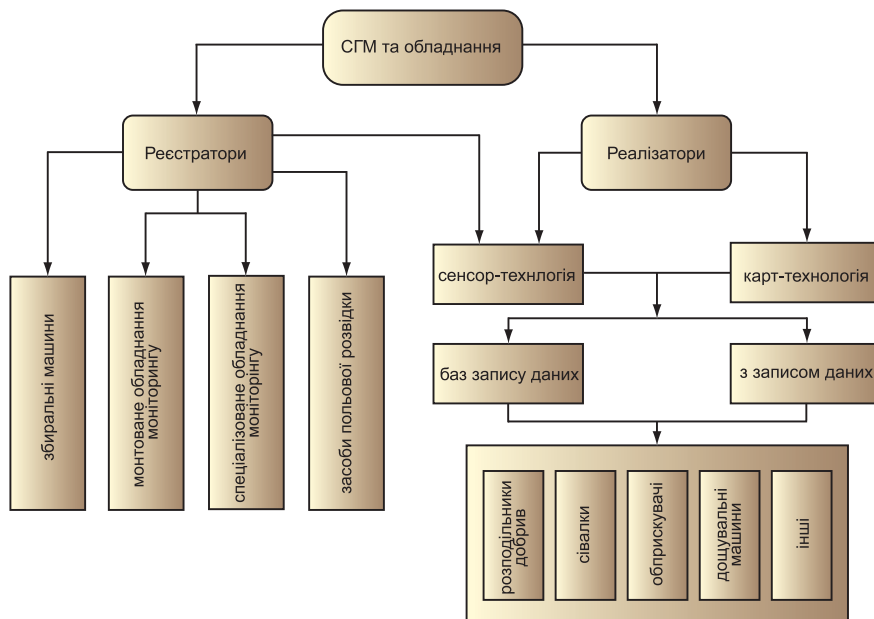 СГМ та обладнання
Реєстратори
Реалізатори
сенсор-технлогія
карт-технологія
збиральні машини
монтоване обладнання
моніторингу
спеціалізоване обладнання
моніторінгу
засоби польової розвідки
баз запису даних
з записом даних
розподільники
добрив
сівалки
обприскувачі
дощувальні
машини
інші